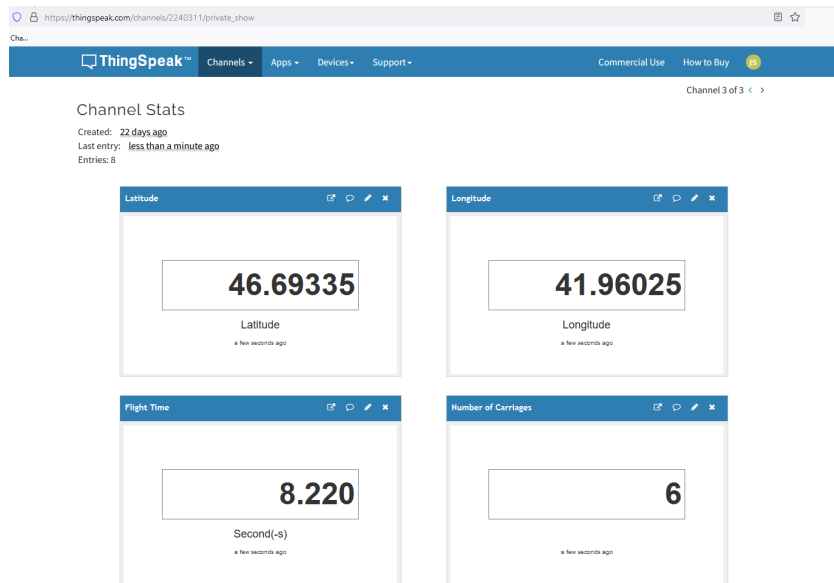 https://thingspeak.com/channels/2240311/private_show
Cha...
ThingSpeak™ Channels Apps Devices Support Commercial Use How to Buy JS
Channel 3 of 3 < >
Channel Stats
Created: 22 days ago
Last entry: less than a minute ago
Entries: 8
Latitude
46.69335
Latitude
a few seconds ago
Longitude
41.96025
Longitude
a few seconds ago
Flight Time
8.220
Second(-s)
a few seconds ago
Number of Carriages
6
a few seconds ago